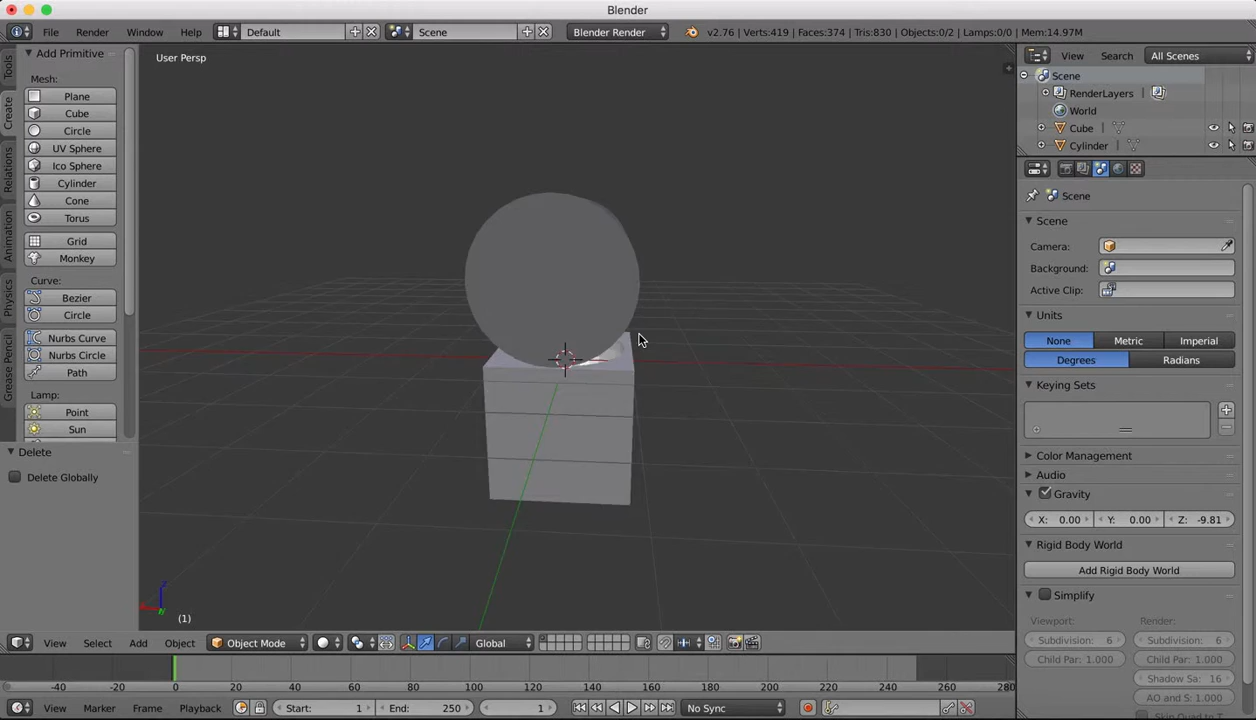 Blender
File Render Window Help Default Scene Blender Render v2.76 | Verts:419 | Faces:374 | Tris:830 | Objects:0/2 | Lamps:0/0 | Mem:14.97M
Tools
Create
Relations
Animation
Physics
Grease Pencil
Add Primitive
Mesh:
Plane
Cube
Circle
UV Sphere
Ico Sphere
Cylinder
Cone
Torus
Grid
Monkey
Curve:
Bezier
Circle
Nurbs Curve
Nurbs Circle
Path
Lamp:
Point
Sun
Delete
Delete Globally
User Persp
(1)
View Select Add Object Object Mode Global
-40 -20 0 20 40 60 80 100 120 140 160 180 200 220 240 260 280
View Marker Frame Playback Start: 1 End: 250 1 No Sync
View Search All Scenes
Scene
RenderLayers
World
Cube
Cylinder
Scene
Scene
Camera:
Background:
Active Clip:
Units
None Metric Imperial
Degrees Radians
Keying Sets
Color Management
Audio
Gravity
X: 0.00 Y: 0.00 Z: -9.81
Rigid Body World
Add Rigid Body World
Simplify
Viewport: Render:
Subdivision: 6 Subdivision: 6
Child Par: 1.000 Child Par: 1.000
Shadow Sa: 16
AO and S: 1.000
Skip Quad to T